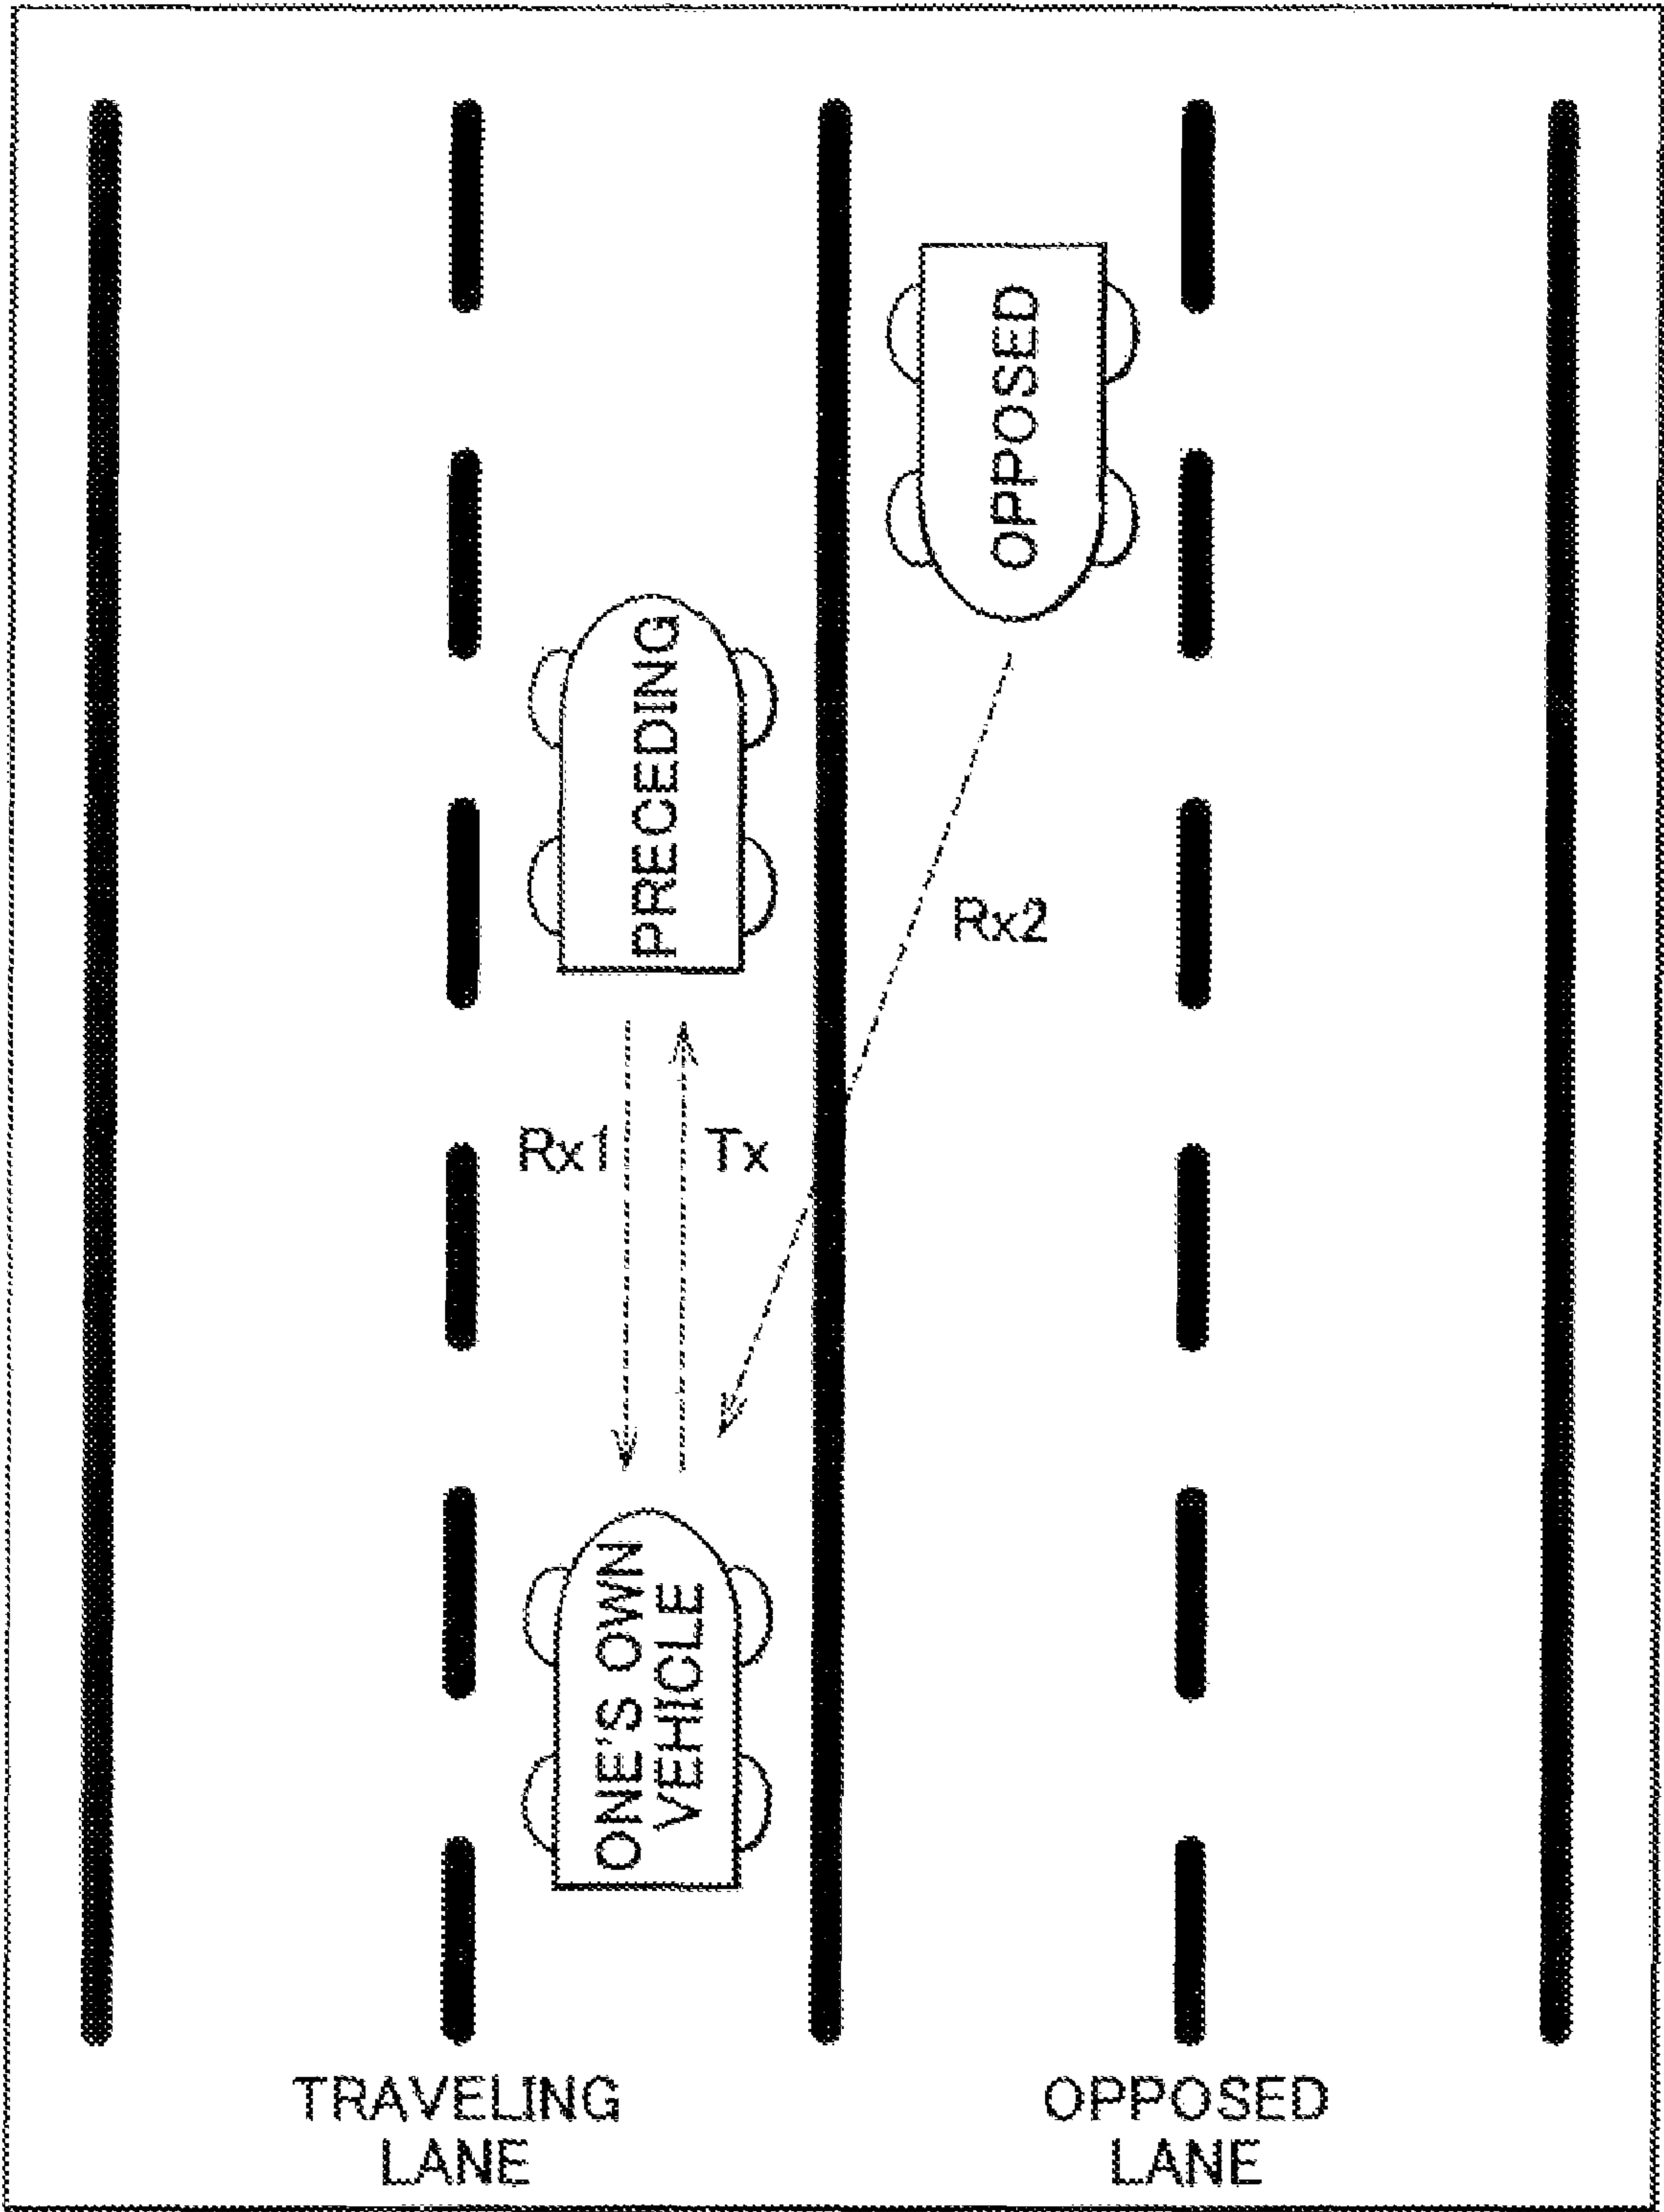 OPPOSED
PRECEDING
Rx2
Rx1
Tx
ONE'S OWN
VEHICLE
TRAVELING
LANE
OPPOSED
LANE